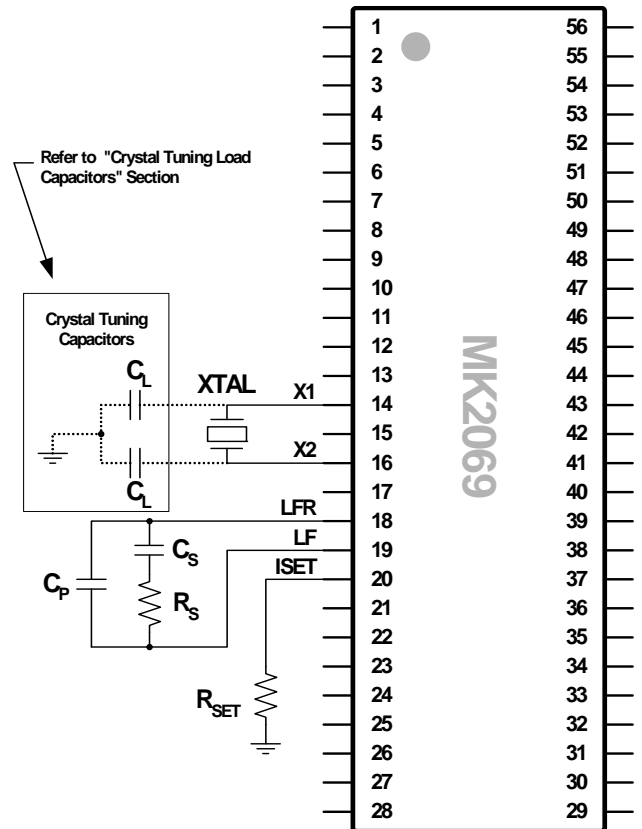 Refer to "Crystal Tuning Load
Capacitors" Section
Crystal Tuning
Capacitors
CL
XTAL
X1
X2
CL
LFR
LF
ISET
CS
CP
RS
RSET
MK2069
1 56
2 55
3 54
4 53
5 52
6 51
7 50
8 49
9 48
10 47
11 46
12 45
13 44
14 43
15 42
16 41
17 40
18 39
19 38
20 37
21 36
22 35
23 34
24 33
25 32
26 31
27 30
28 29